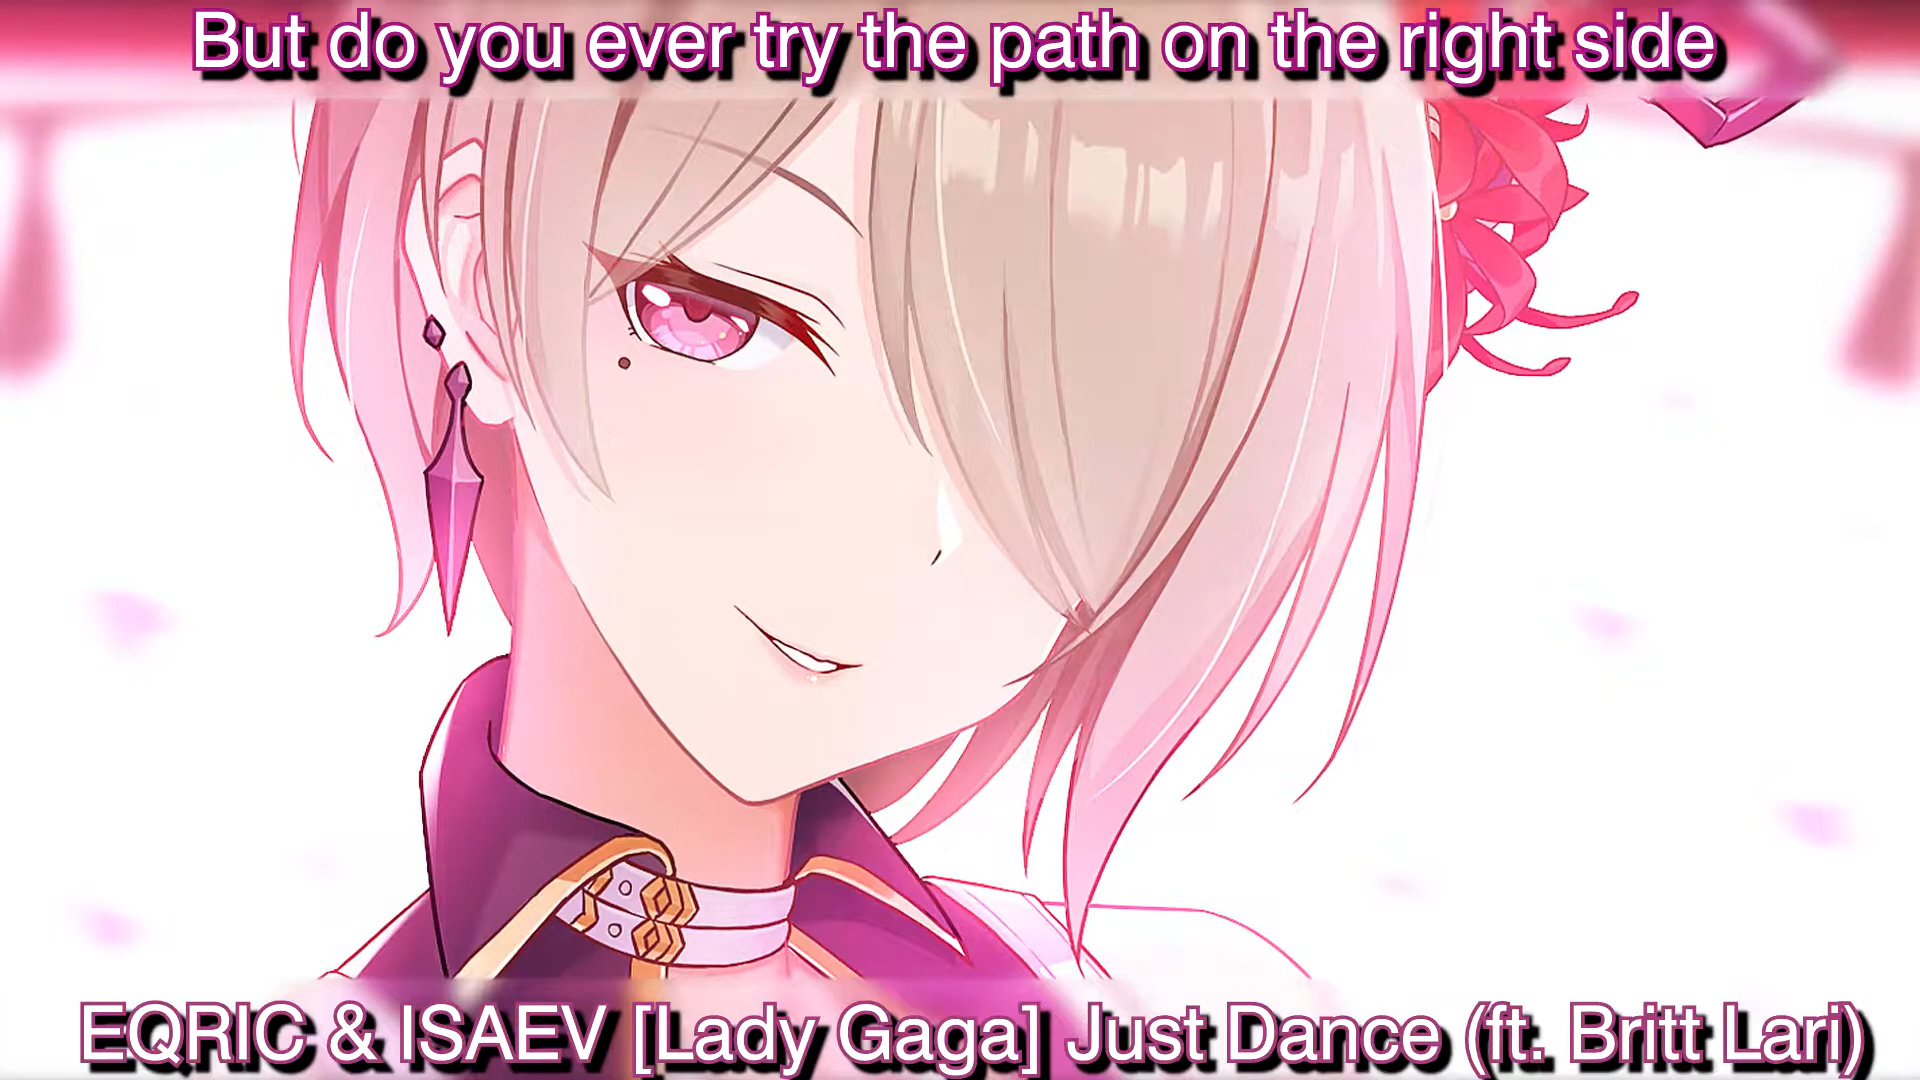 But do you ever try the path on the right side
EQRIC & ISAEV [Lady Gaga] Just Dance (ft. Britt Lari)